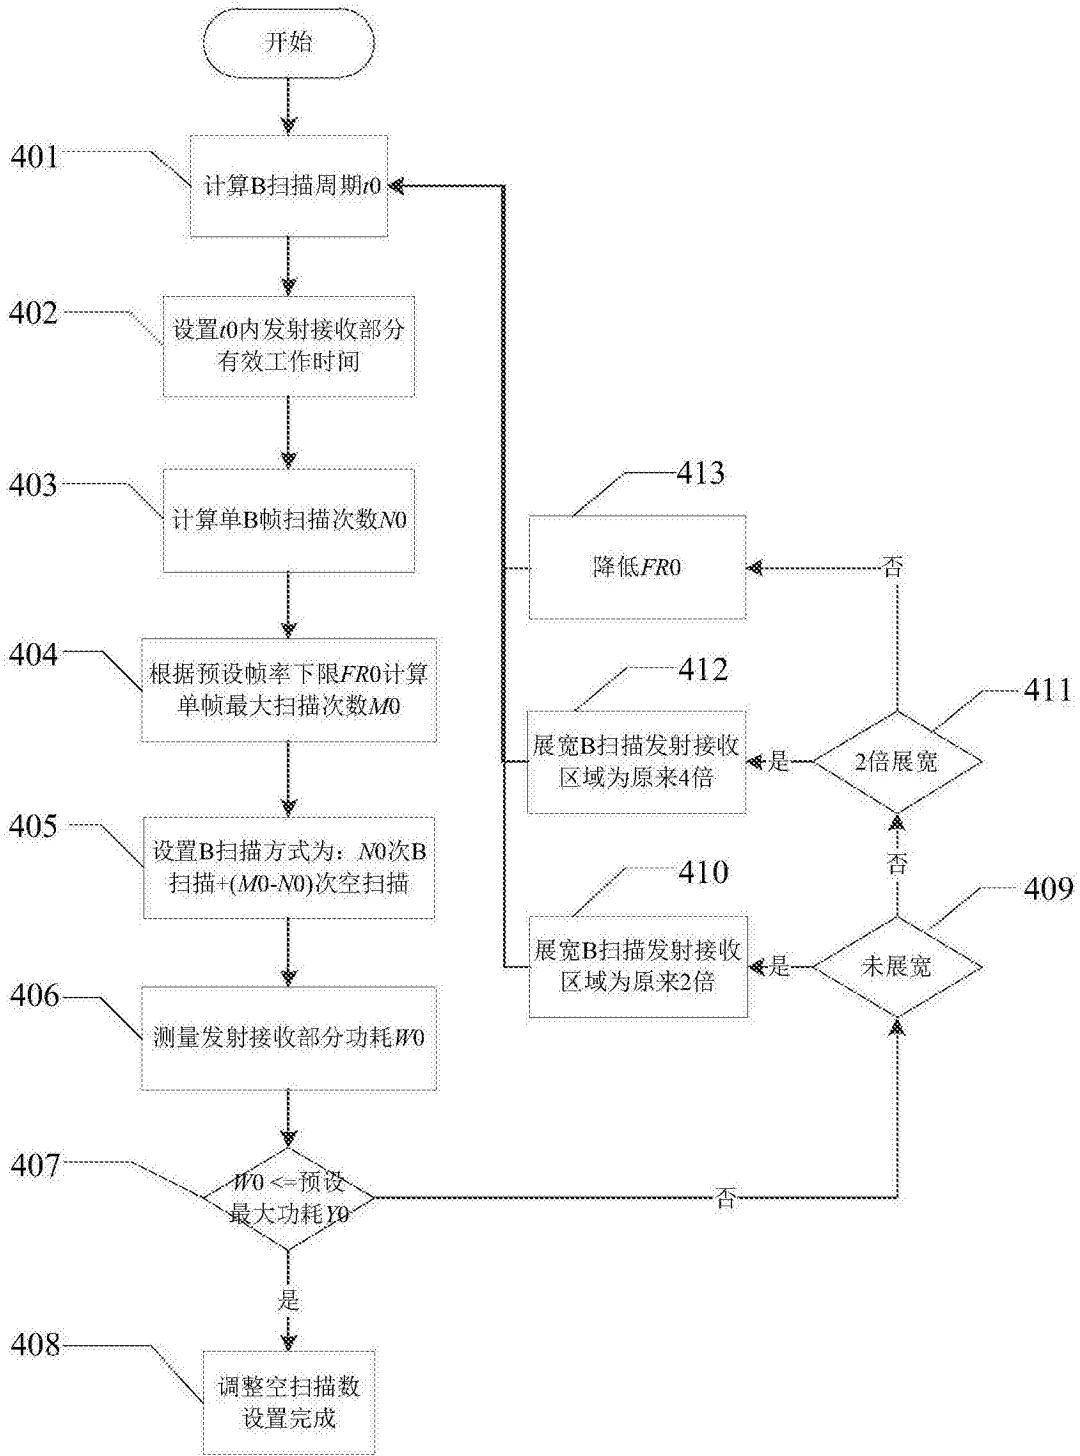 开始
401
计算B扫描周期t0
402
设置t0内发射接收部分
有效工作时间
403
计算单B帧扫描次数N0
404
根据预设帧率下限FR0计算
单帧最大扫描次数M0
405
设置B扫描方式为：N0次B
扫描+(M0-N0)次空扫描
406
测量发射接收部分功耗W0
407
W0 <=预设
最大功耗Y0
否
是
408
调整空扫描数
设置完成
413
降低FR0
否
412
展宽B扫描发射接收
区域为原来4倍
是
411
2倍展宽
否
410
展宽B扫描发射接收
区域为原来2倍
是
409
未展宽